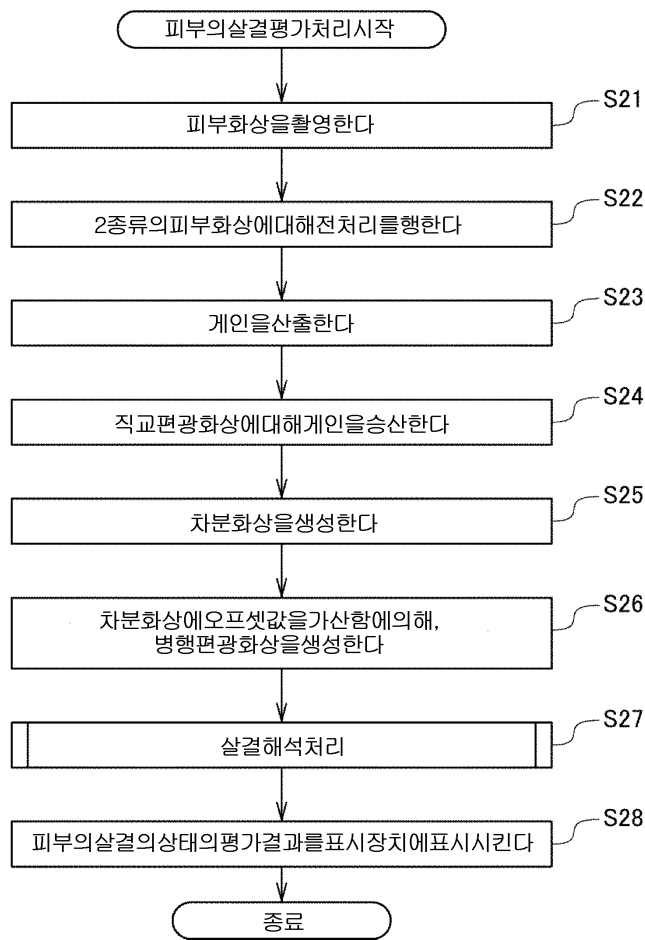 피부의살결평가처리시작
피부화상을촬영한다
S21
2종류의피부화상에대해전처리를행한다
S22
게인을산출한다
S23
직교편광화상에대해게인을승산한다
S24
차분화상을생성한다
S25
차분화상에오프셋값을가산함에의해,
병행편광화상을생성한다
S26
살결해석처리
S27
피부의살결의상태의평가결과를표시장치에표시시킨다
S28
종료